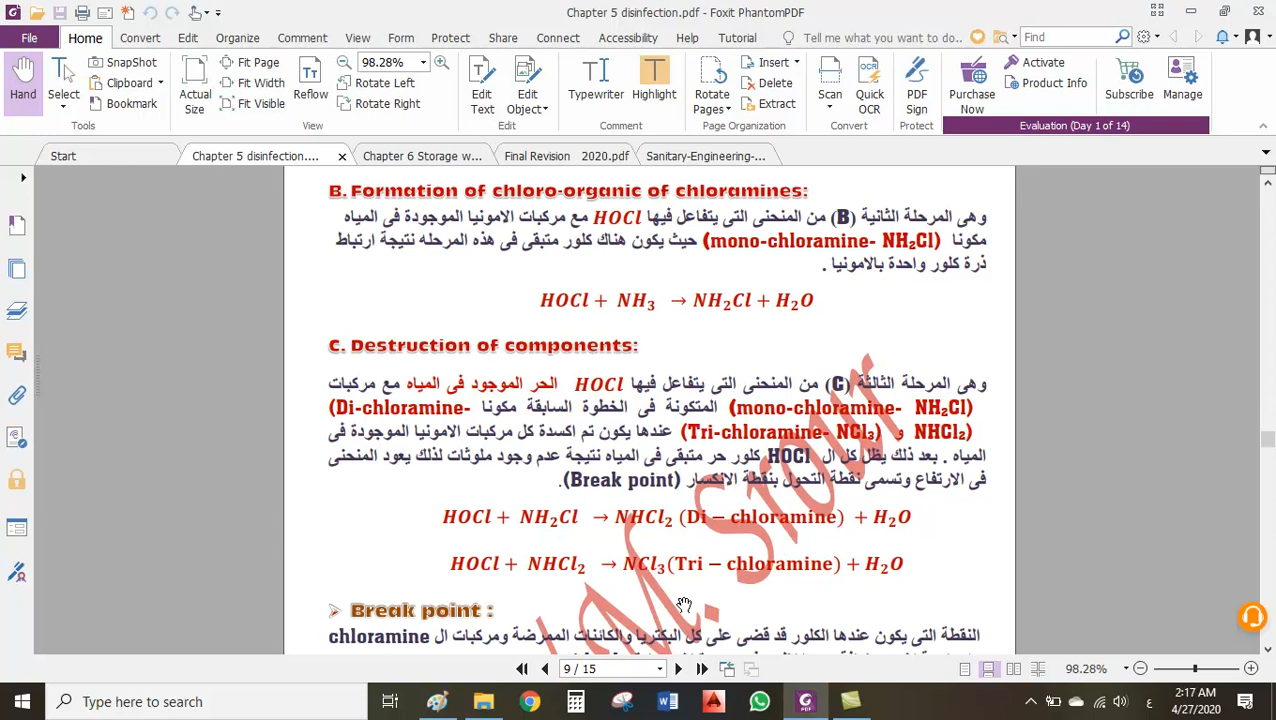 Chapter 5 disinfection.pdf - Foxit PhantomPDF
File Home Convert Edit Organize Comment View Form Protect Share Connect Accessibility Help Tutorial Tell me what you want to do.. Find
Hand
Select
SnapShot
Clipboard
Bookmark
Tools
Actual Size
Fit Page
Fit Width
Fit Visible
Reflow
98.28%
Rotate Left
Rotate Right
View
Edit Text
Edit Object
Edit
Typewriter
Highlight
Comment
Rotate Pages
Insert
Delete
Extract
Page Organization
Scan
Quick OCR
Convert
PDF Sign
Protect
Purchase Now
Activate
Product Info
Subscribe
Manage
Evaluation (Day 1 of 14)
Start
Chapter 5 disinfection....
Chapter 6 Storage w...
Final Revision 2020.pdf
Sanitary-Engineering-...
B. Formation of chloro-organic of chloramines:
وهى المرحلة الثانية (B) من المنحنى التى يتفاعل فيها HOCl مع مركبات الامونيا الموجودة فى المياه
مكونا (mono-chloramine- NH₂Cl) حيث يكون هناك كلور متبقى فى هذه المرحله نتيجة ارتباط
ذرة كلور واحدة بالامونيا .
HOCl + NH₃ → NH₂Cl + H₂O
C. Destruction of components:
وهى المرحلة الثالثة (C) من المنحنى التى يتفاعل فيها HOCl الحر الموجود فى المياه مع مركبات
(mono-chloramine- NH₂Cl) المتكونة فى الخطوة السابقة مكونا (Di-chloramine-
NHCl₂) و (Tri-chloramine- NCl₃) عندها يكون تم اكسدة كل مركبات الامونيا الموجودة فى
المياه . بعد ذلك يظل كل ال HOCl كلور حر متبقى فى المياه نتيجة عدم وجود ملوثات لذلك يعود المنحنى
فى الارتفاع وتسمى نقطة التحول بنقطة الانكسار (Break point).
HOCl + NH₂Cl → NHCl₂ (Di − chloramine) + H₂O
HOCl + NHCl₂ → NCl₃(Tri − chloramine) + H₂O
➢ Break point :
النقطة التى يكون عندها الكلور قد قضى على كل البكتريا والكائنات الممرضة ومركبات ال chloramine
M. Srour
9 / 15
98.28%
Type here to search
ع
2:17 AM
4/27/2020